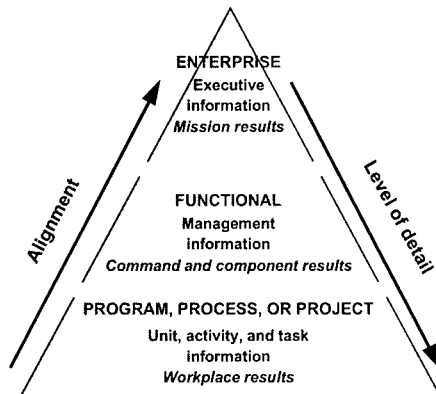 ENTERPRISE
Executive
information
Mission results
Alignment
Level of detail
FUNCTIONAL
Management
information
Command and component results
PROGRAM, PROCESS, OR PROJECT
Unit, activity, and task
information
Workplace results